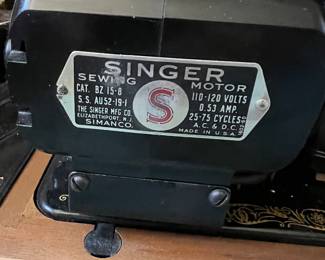 SINGER
SEWING MOTOR
CAT. BZ 15-8 110-120 VOLTS
S.S. AU52-19-1 0.53 AMP.
THE SINGER MFG CO. 25-75 CYCLES
ELIZABETHPORT, N.J. A.C. & D.C.
SIMANCO. MADE IN U.S.A.
S